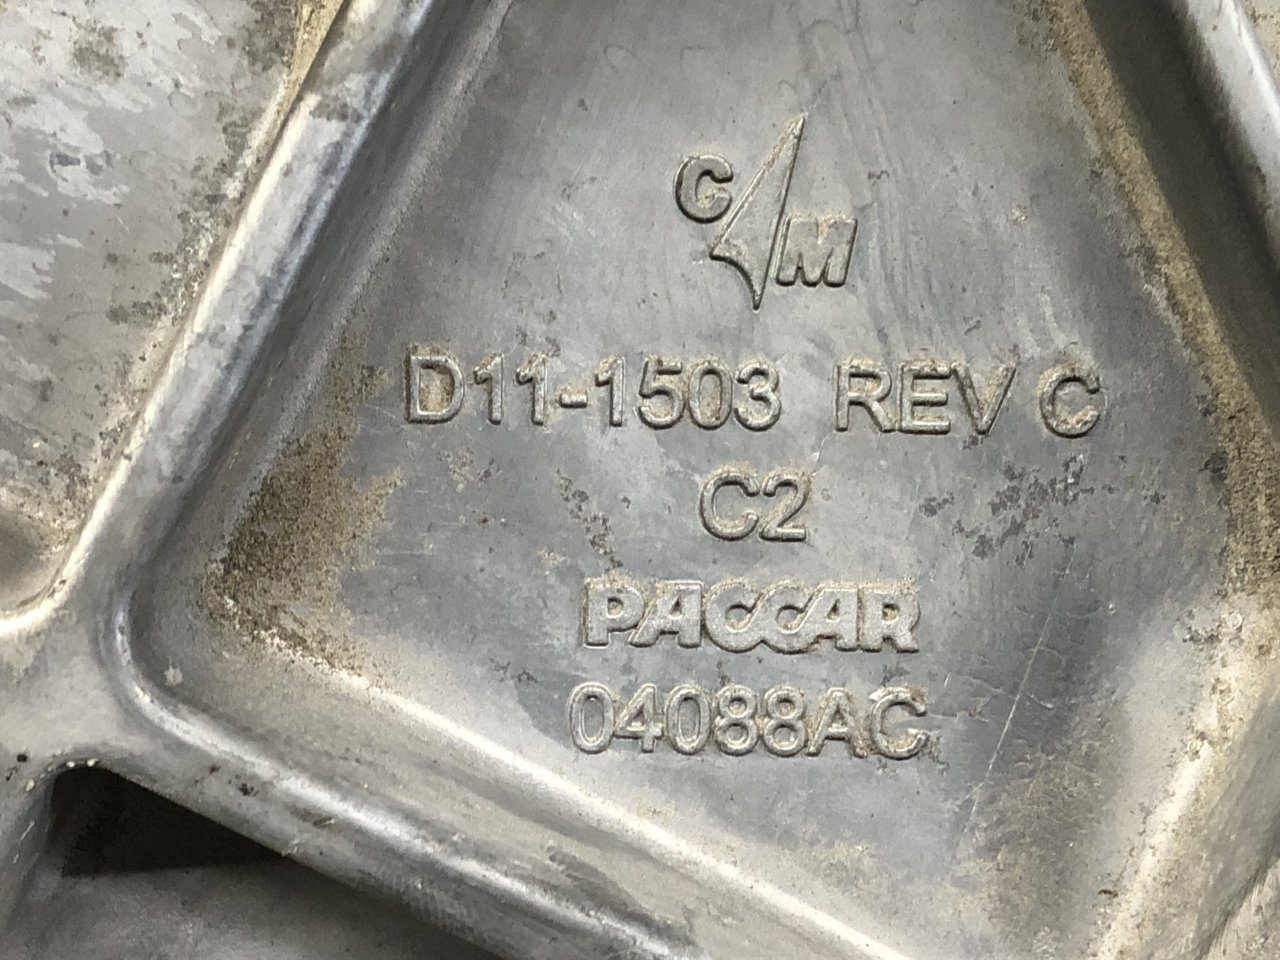 C M
D11-1503 REV C
C2
PACCAR
04088AC